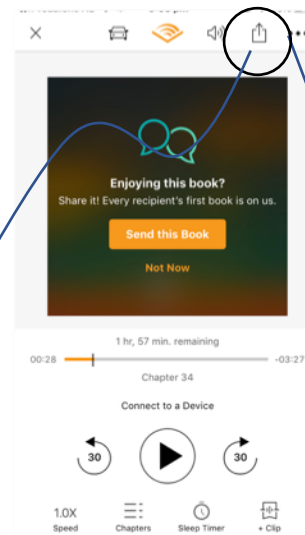 Enjoying this book?
Share it! Every recipient's first book is on us.
Send this Book
Not Now
1 hr, 57 min. remaining
00:28
-03:27
Chapter 34
Connect to a Device
30
30
1.0X
Speed
Chapters
Sleep Timer
+ Clip